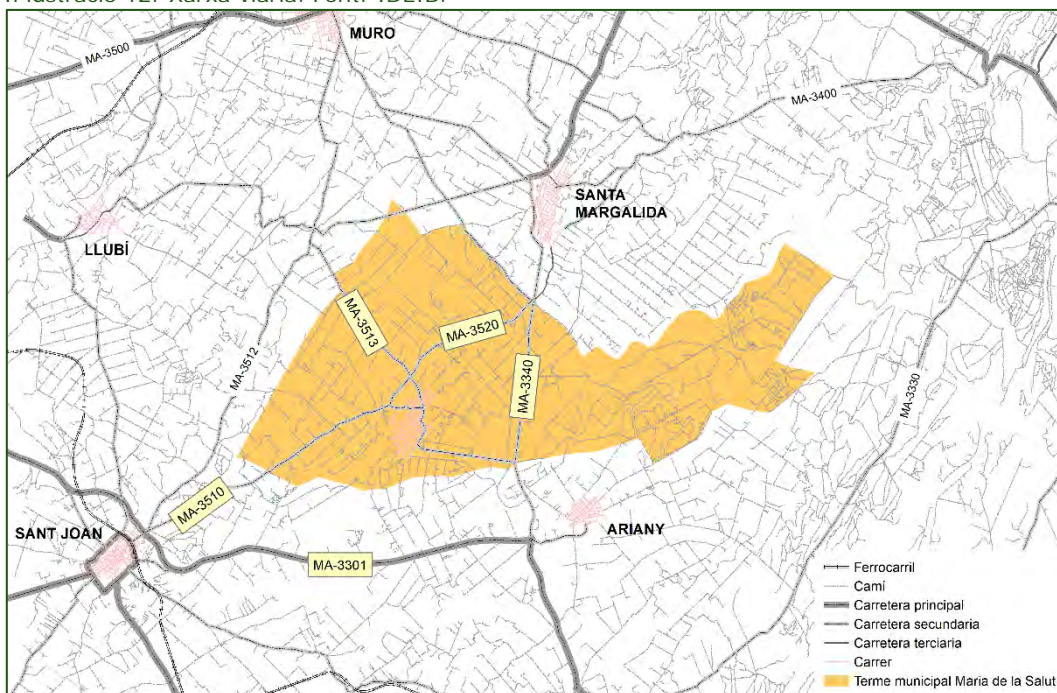 MURO
MA-3500
MA-3400
SANTA
MARGALIDA
LLUBÍ
MA-3513
MA-3520
MA-3512
MA-3340
MA-3330
MA-3510
SANT JOAN
ARIANY
MA-3301
Ferrocarril
Camí
Carretera principal
Carretera secundaria
Carretera terciaria
Carrer
Terme municipal Maria de la Salut